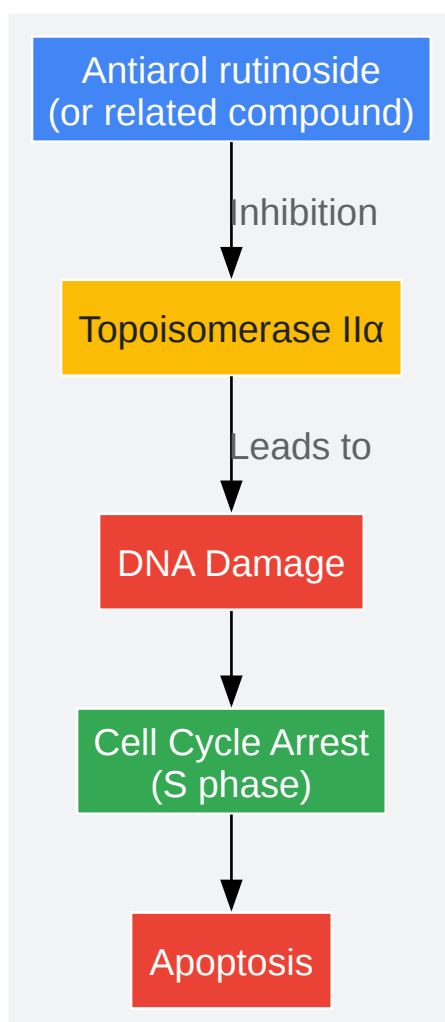 Antiarol rutinoside
(or related compound)
Inhibition
Topoisomerase IIα
Leads to
DNA Damage
Cell Cycle Arrest
(S phase)
Apoptosis